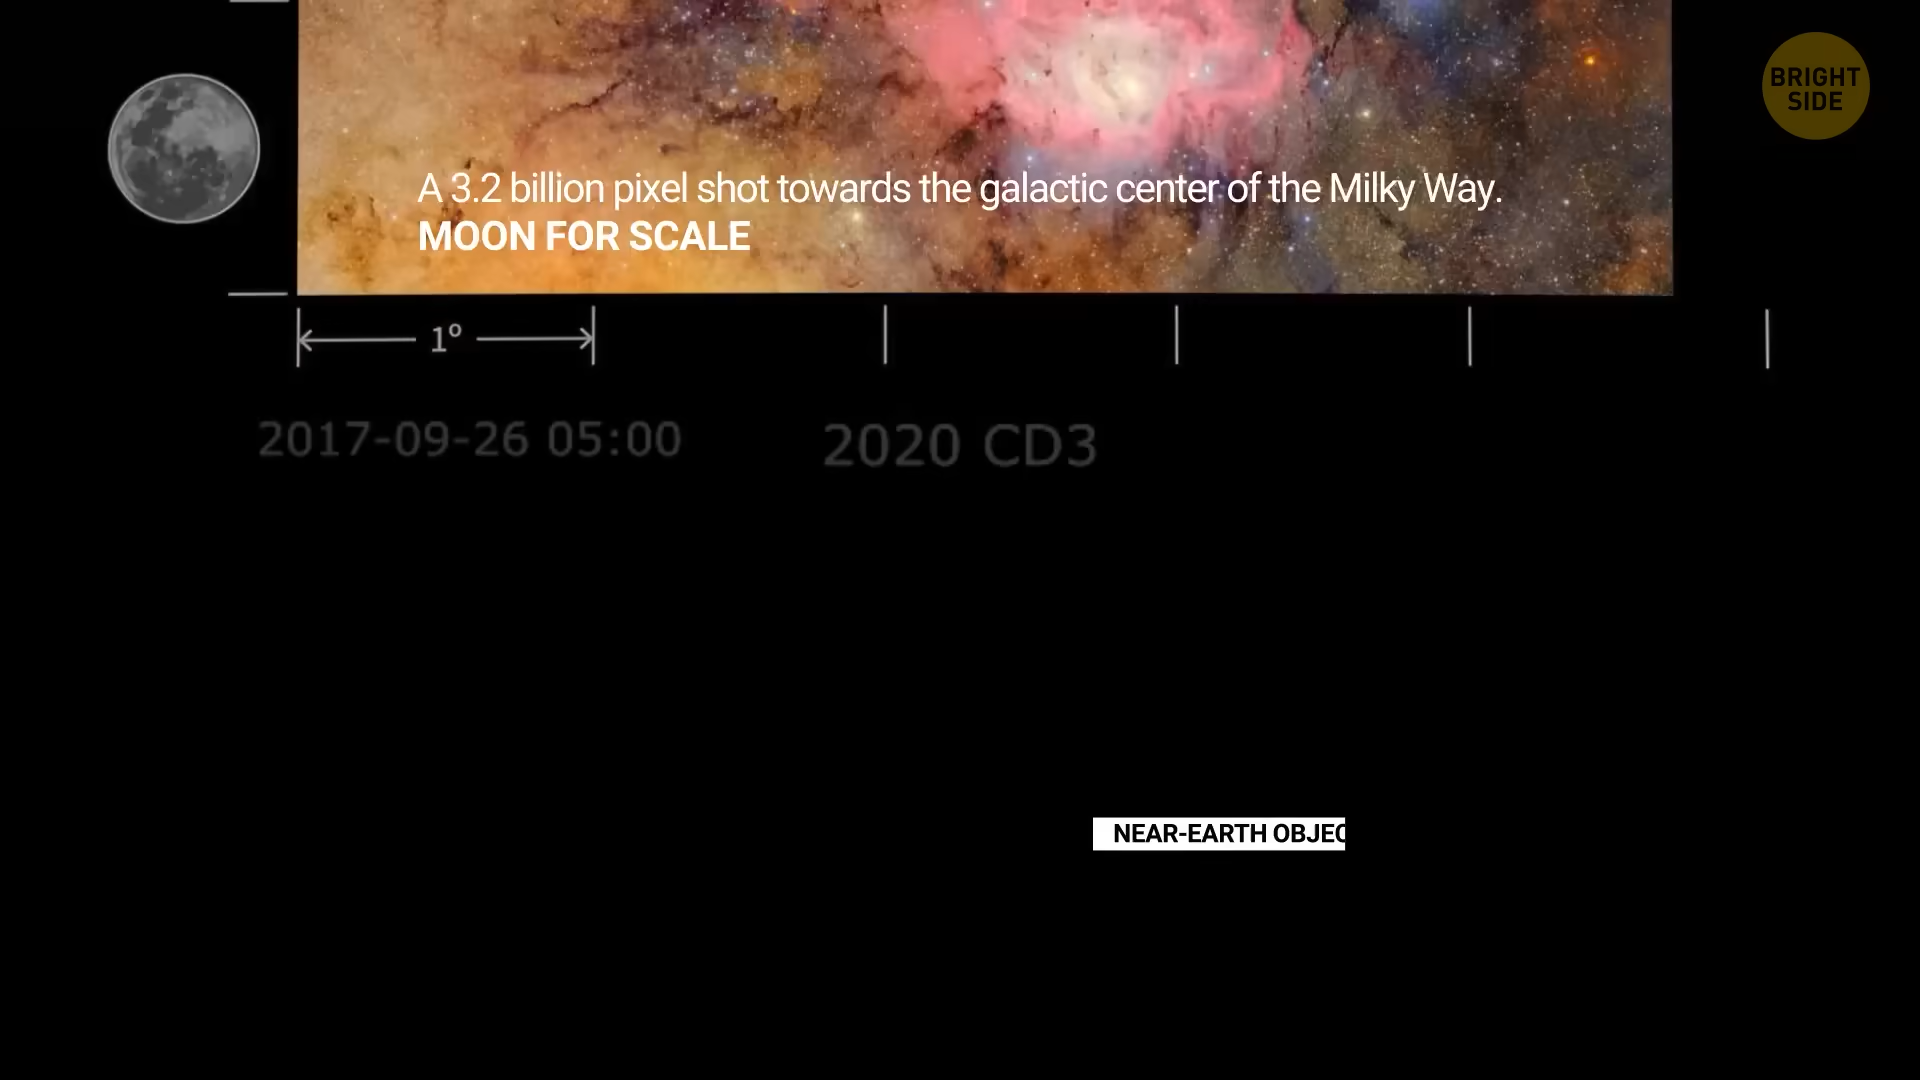 BRIGHT
SIDE
A 3.2 billion pixel shot towards the galactic center of the Milky Way.
MOON FOR SCALE
1º
2017-09-26 05:00
2020 CD3
NEAR-EARTH OBJEC